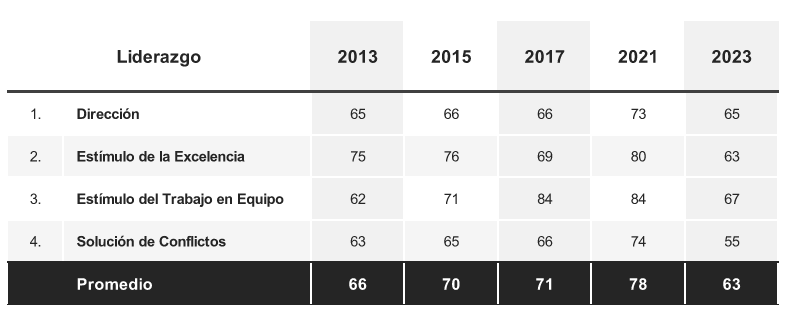 Liderazgo 2013 2015 2017 2021 2023
1. Dirección 65 66 66 73 65
2. Estímulo de la Excelencia 75 76 69 80 63
3. Estímulo del Trabajo en Equipo 62 71 84 84 67
4. Solución de Conflictos 63 65 66 74 55
Promedio 66 70 71 78 63